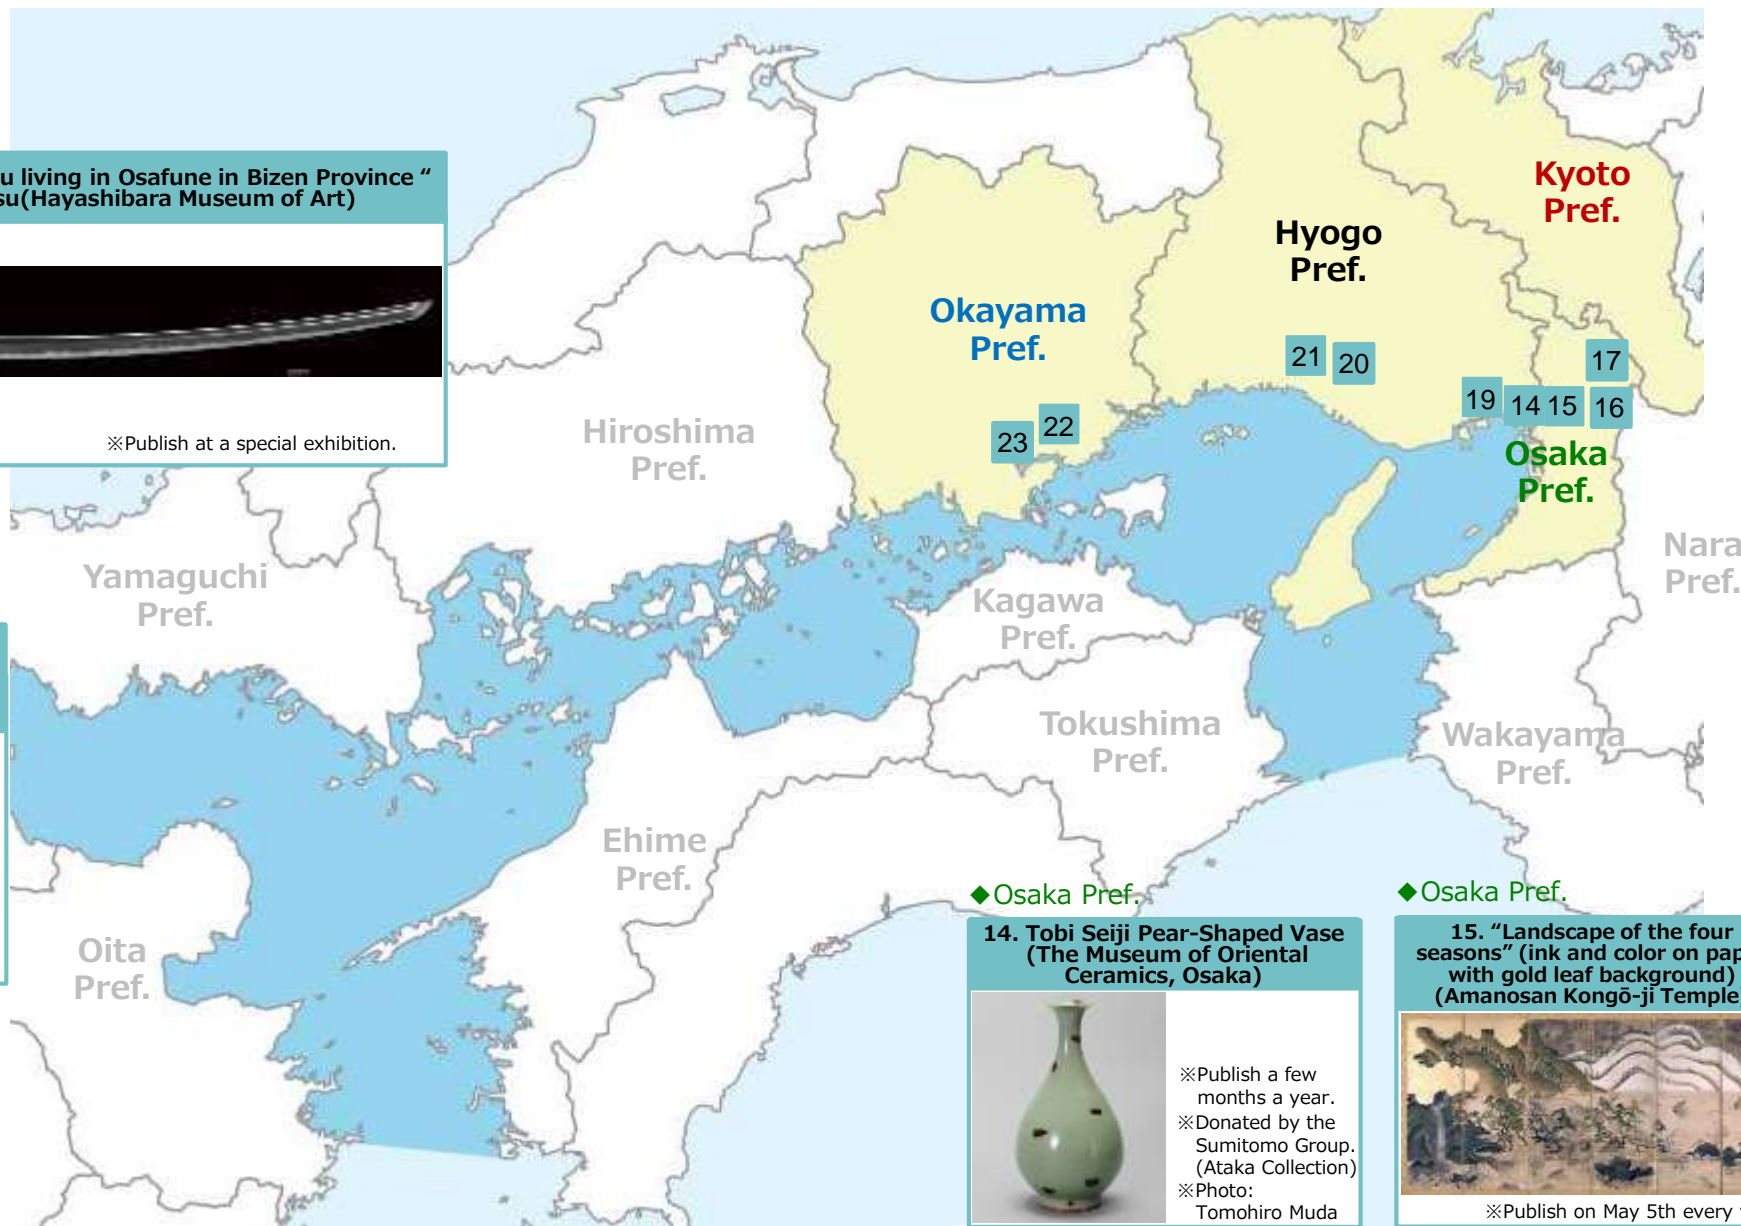 u living in Osafune in Bizen Province “
su(Hayashibara Museum of Art)
※Publish at a special exhibition.
Kyoto
Pref.
Hyogo
Pref.
Okayama
Pref.
21
20
17
19
14
15
16
22
23
Osaka
Pref.
Hiroshima
Pref.
Nara
Pref.
Yamaguchi
Pref.
Kagawa
Pref.
Tokushima
Pref.
Wakayama
Pref.
Ehime
Pref.
Oita
Pref.
◆Osaka Pref.
14. Tobi Seiji Pear-Shaped Vase
(The Museum of Oriental
Ceramics, Osaka)
※Publish a few
months a year.
※Donated by the
Sumitomo Group.
(Ataka Collection)
※Photo:
Tomohiro Muda
◆Osaka Pref.
15. “Landscape of the four
seasons” (ink and color on pap
with gold leaf background)
(Amanosan Kongō-ji Temple
※Publish on May 5th every